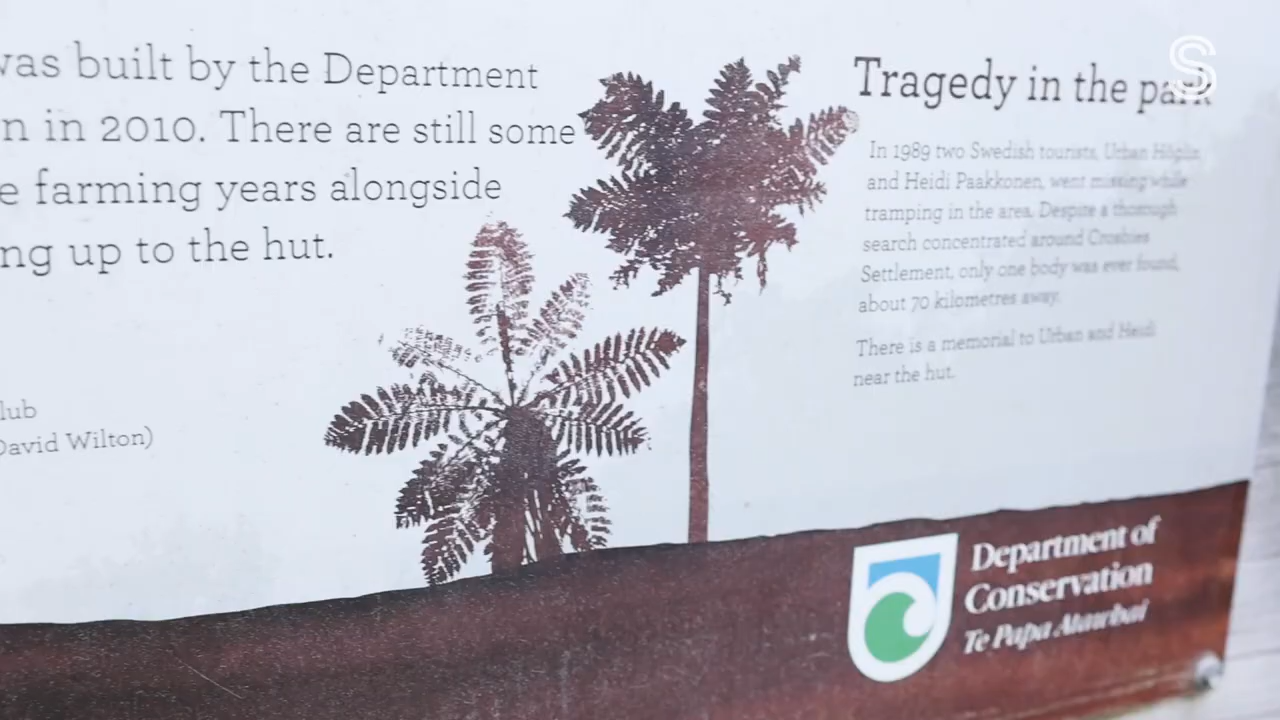 was built by the Department
n in 2010. There are still some
e farming years alongside
ng up to the hut.
lub
David Wilton)
Tragedy in the park
In 1989 two Swedish tourists, Urban Höglin
and Heidi Paakkonen, went missing while
tramping in the area. Despite a thorough
search concentrated around Crosbies
Settlement, only one body was ever found,
about 70 kilometres away.
There is a memorial to Urban and Heidi
near the hut.
Department of
Conservation
Te Papa Atawhai
S